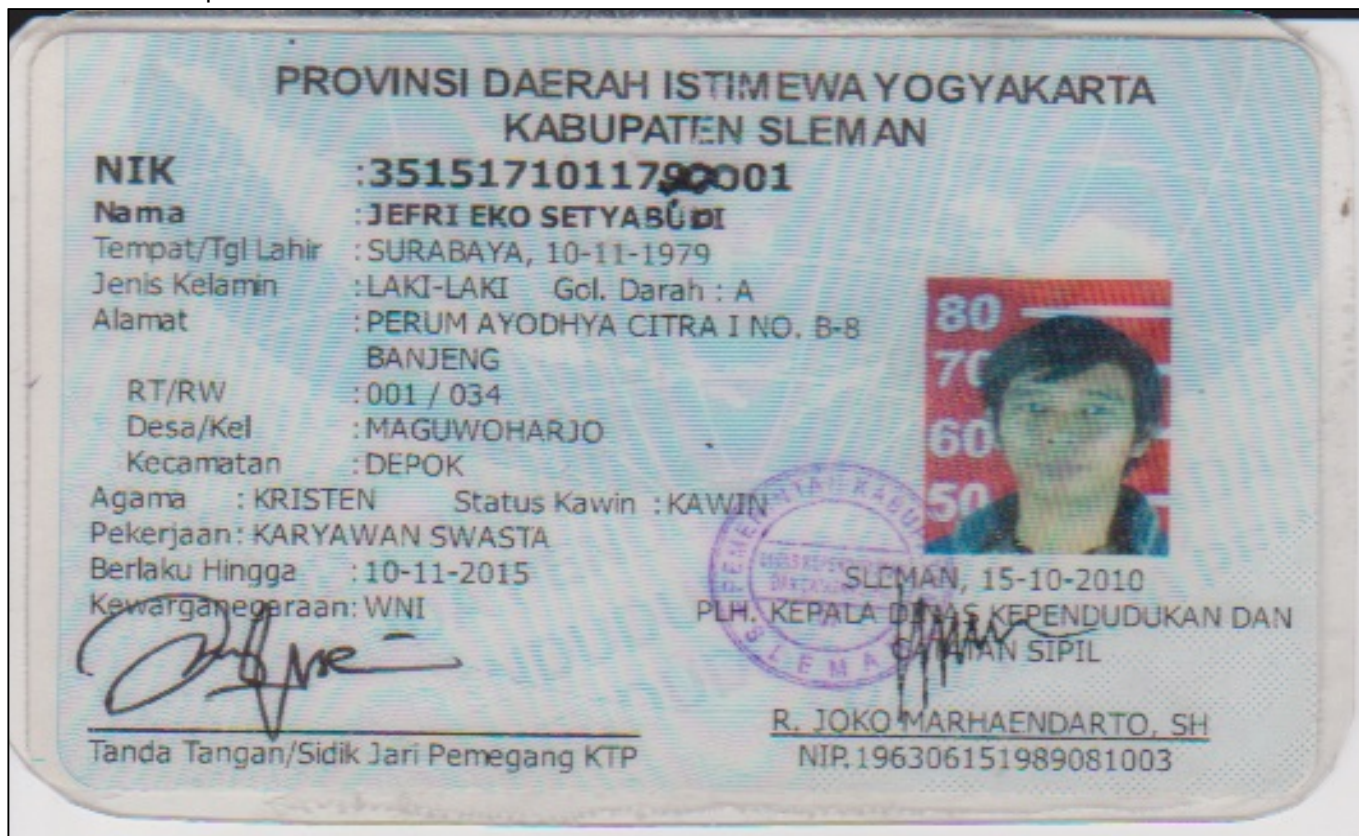 PROVINSI DAERAH ISTIMEWA YOGYAKARTA
KABUPATEN SLEMAN
NIK :
Nama : JEFRI EKO SETYABUDI
Tempat/Tgl Lahir : SURABAYA, 10-11-1979
Jenis Kelamin : LAKI-LAKI Gol. Darah : A
Alamat : PERUM AYODHYA CITRA I NO. B-8
BANJENG
RT/RW : 001 / 034
Desa/Kel : MAGUWOHARJO
Kecamatan : DEPOK
Agama : KRISTEN Status Kawin : KAWIN
Pekerjaan : KARYAWAN SWASTA
Berlaku Hingga : 10-11-2015
Kewarganegaraan : WNI
Tanda Tangan/Sidik Jari Pemegang KTP
80
70
60
50
SLEMAN, 15-10-2010
PLH. KEPALA DINAS KEPENDUDUKAN DAN
CATATAN SIPIL
R. JOKO MARHAENDARTO, SH
NIP.196306151989081003